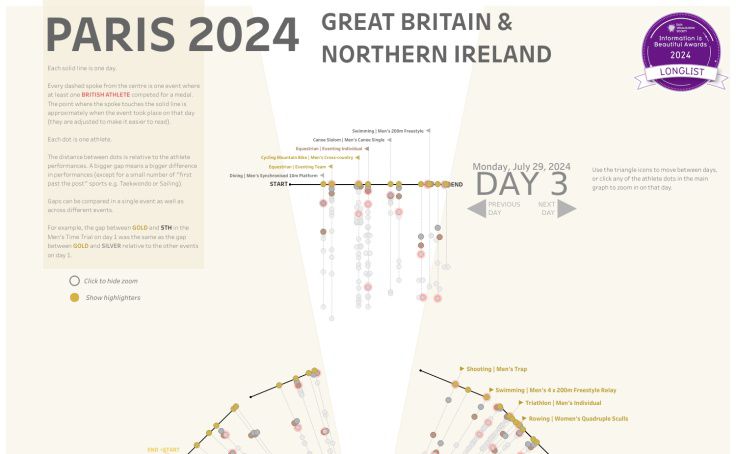 PARIS 2024
GREAT BRITAIN &
NORTHERN IRELAND
Information is
Beautiful Awards
2024
LONGLIST
Each solid line is one day.
Every dashed spoke from the centre is one event where
at least one BRITISH ATHLETE competed for a medal.
The point where the spoke touches the solid line is
approximately when the event took place on that day
(they are adjusted to make it easier to read).
Each dot is one athlete.
The distance between dots is relative to the athlete
performances. A bigger gap means a bigger difference
in performances (except for a small number of "first
past the post" sports e.g. Taekwondo or Sailing).
Gaps can be compared in a single event as well as
across different events.
For example, the gap between GOLD and 5TH in the
Men's Time Trial on day 1 was the same as the gap
between GOLD and SILVER relative to the other events
on day 1.
Click to hide zoom
Show highlighters
Swimming | Men's 200m Freestyle
Canoe Slalom | Men's Canoe Single
Equestrian | Eventing Individual
Cycling Mountain Bike | Men's Cross-country
Equestrian | Eventing Team
Diving | Men's Synchronised 10m Platform
START
END
Monday, July 29, 2024
DAY 3
PREVIOUS
DAY
NEXT
DAY
Use the triangle icons to move between days,
or click any of the athlete dots in the main
graph to zoom in on that day.
Shooting | Men's Trap
Swimming | Men's 4 x 200m Freestyle Relay
Triathlon | Men's Individual
Rowing | Women's Quadruple Sculls